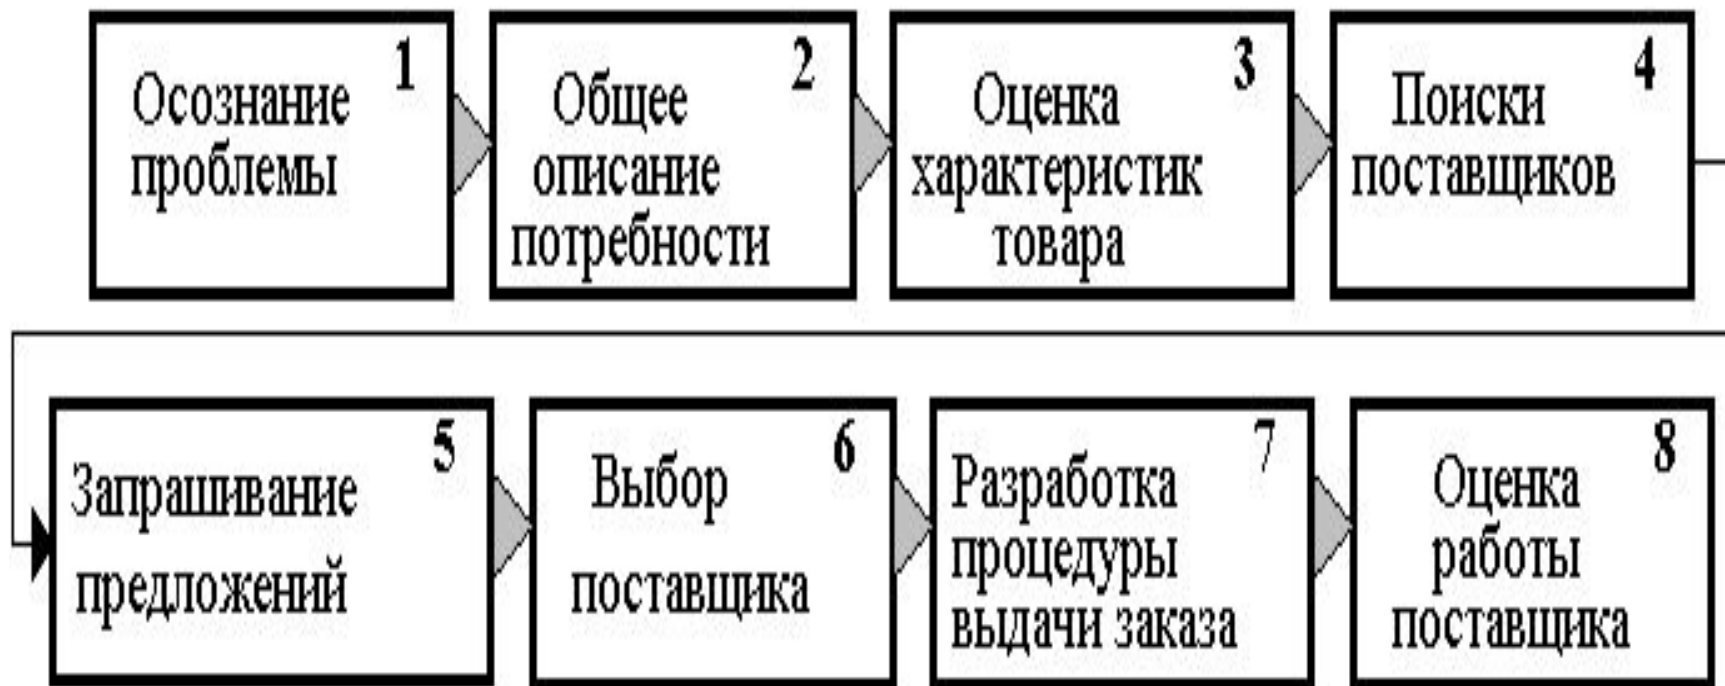 1
Осознание
проблемы
2
Общее
описание
потребности
3
Оценка
характеристик
товара
4
Поиски
поставщиков
5
Запрашивание
предложений
6
Выбор
поставщика
7
Разработка
процедуры
выдачи заказа
8
Оценка
работы
поставщика